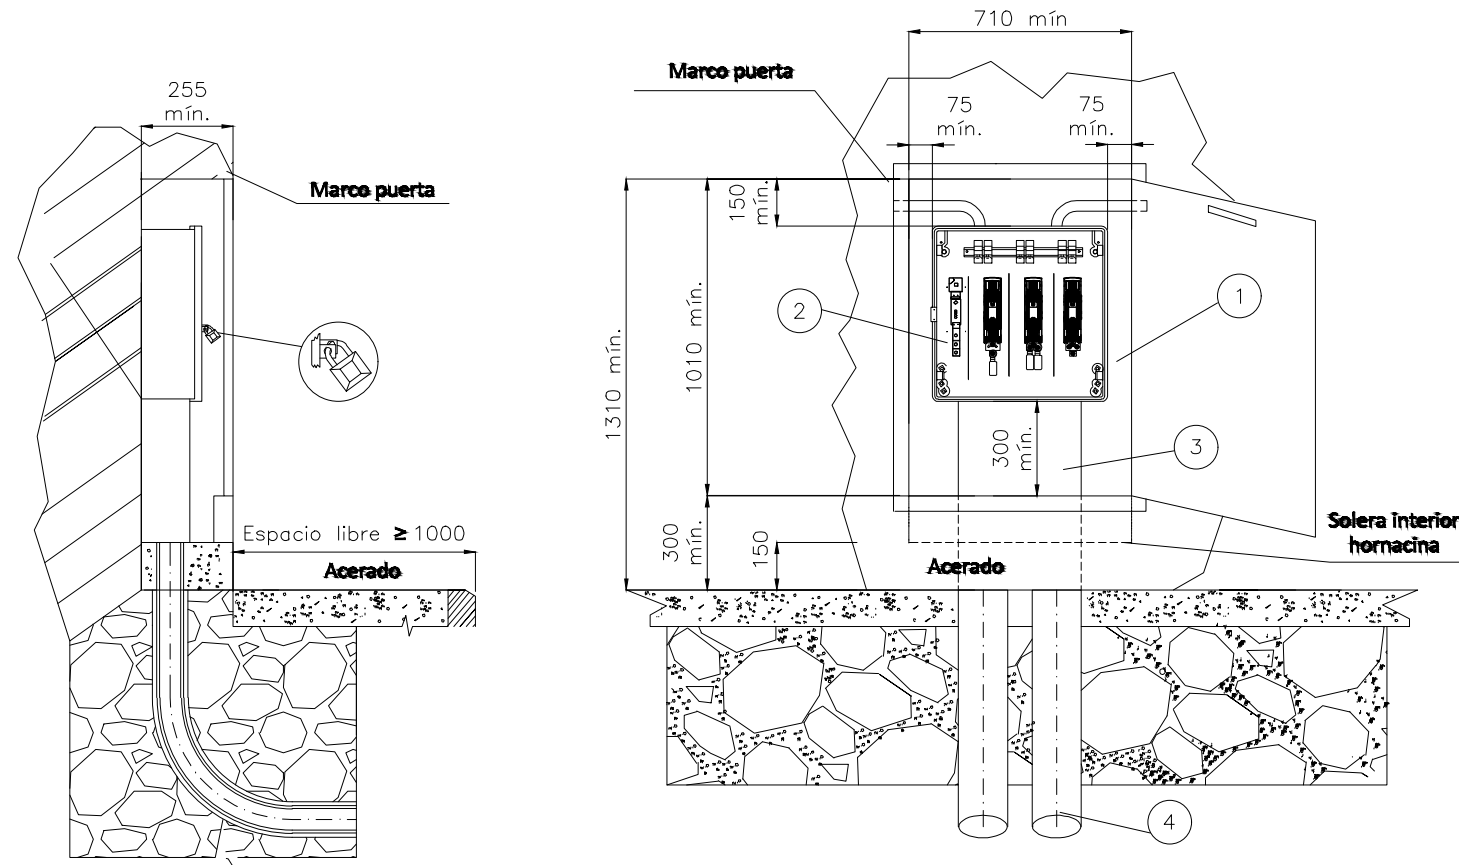 255
mín.
Marco puerta
Espacio libre ≥ 1000
Acerado
710 mín
Marco puerta
75
mín.
75
mín.
150
mín.
1310 mín.
1010 mín.
2
1
3
300
mín.
300
mín.
150
Solera interior
hornacina
Acerado
4